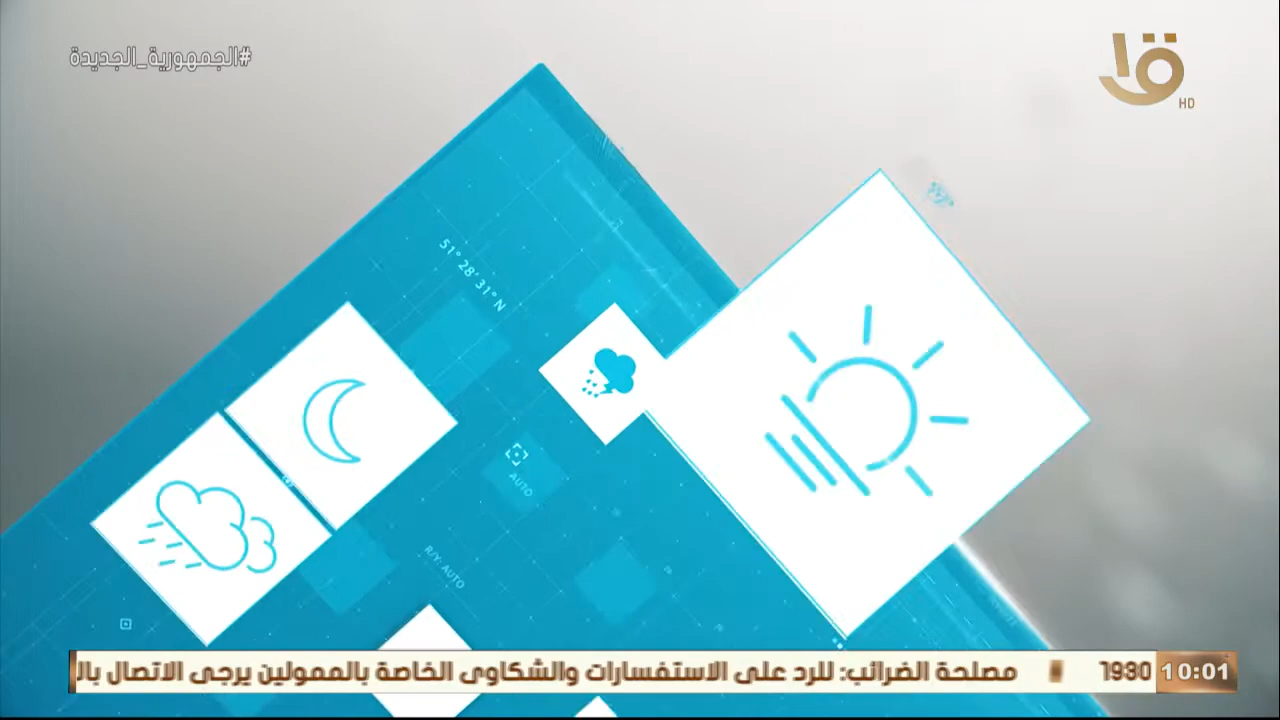 #الجمهورية_الجديدة
HD
51° 28' 31° N
AUTO
R/Y: AUTO
1930 مصلحة الضرائب: للرد على الاستفسارات والشكاوى الخاصة بالممولين يرجى الاتصال بال
10:01